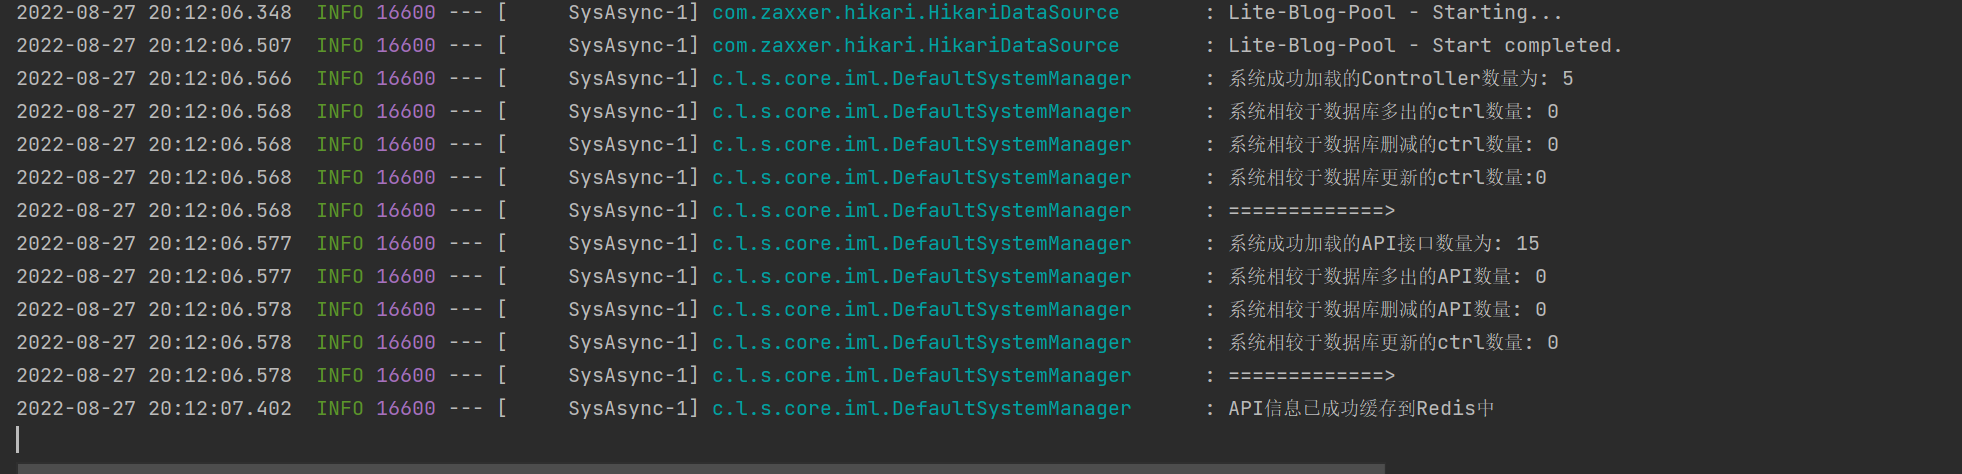 2022-08-27 20:12:06.348  INFO 16600 --- [     SysAsync-1] com.zaxxer.hikari.HikariDataSource       : Lite-Blog-Pool - Starting...
2022-08-27 20:12:06.507  INFO 16600 --- [     SysAsync-1] com.zaxxer.hikari.HikariDataSource       : Lite-Blog-Pool - Start completed.
2022-08-27 20:12:06.566  INFO 16600 --- [     SysAsync-1] c.l.s.core.iml.DefaultSystemManager      : 系统成功加载的Controller数量为: 5
2022-08-27 20:12:06.568  INFO 16600 --- [     SysAsync-1] c.l.s.core.iml.DefaultSystemManager      : 系统相较于数据库多出的ctrl数量: 0
2022-08-27 20:12:06.568  INFO 16600 --- [     SysAsync-1] c.l.s.core.iml.DefaultSystemManager      : 系统相较于数据库删减的ctrl数量: 0
2022-08-27 20:12:06.568  INFO 16600 --- [     SysAsync-1] c.l.s.core.iml.DefaultSystemManager      : 系统相较于数据库更新的ctrl数量:0
2022-08-27 20:12:06.568  INFO 16600 --- [     SysAsync-1] c.l.s.core.iml.DefaultSystemManager      : =============>
2022-08-27 20:12:06.577  INFO 16600 --- [     SysAsync-1] c.l.s.core.iml.DefaultSystemManager      : 系统成功加载的API接口数量为: 15
2022-08-27 20:12:06.577  INFO 16600 --- [     SysAsync-1] c.l.s.core.iml.DefaultSystemManager      : 系统相较于数据库多出的API数量: 0
2022-08-27 20:12:06.578  INFO 16600 --- [     SysAsync-1] c.l.s.core.iml.DefaultSystemManager      : 系统相较于数据库删减的API数量: 0
2022-08-27 20:12:06.578  INFO 16600 --- [     SysAsync-1] c.l.s.core.iml.DefaultSystemManager      : 系统相较于数据库更新的ctrl数量: 0
2022-08-27 20:12:06.578  INFO 16600 --- [     SysAsync-1] c.l.s.core.iml.DefaultSystemManager      : =============>
2022-08-27 20:12:07.402  INFO 16600 --- [     SysAsync-1] c.l.s.core.iml.DefaultSystemManager      : API信息已成功缓存到Redis中